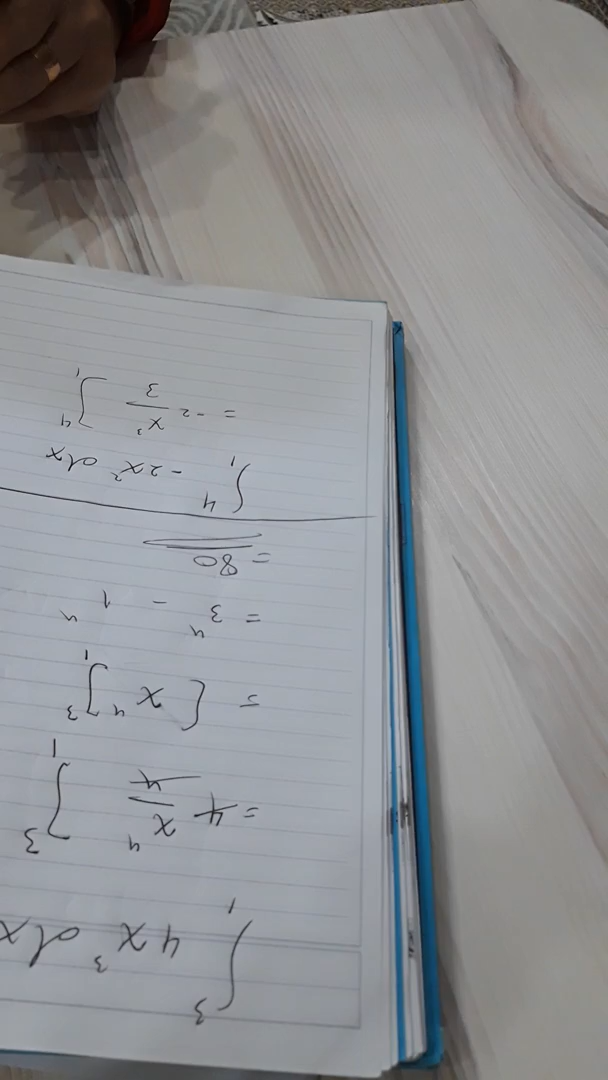 ∫₁³ 4x³ dx
= 4 x⁴/4 ]₁³
= [ x⁴ ]₁³
= 3⁴ - 1⁴
= 80
∫₁⁴ -2x² dx
= -2 x³/3 ]₁⁴